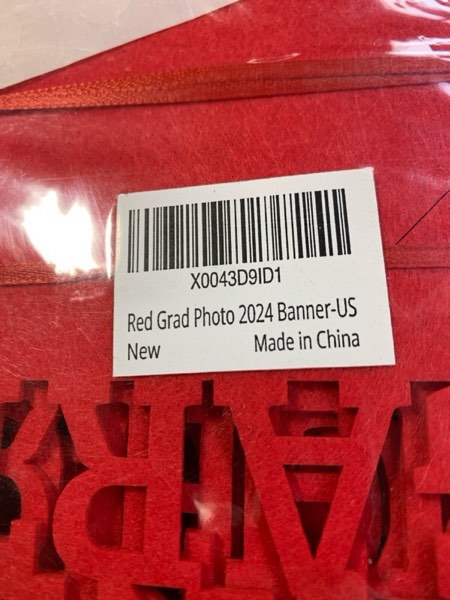 X0043D9ID1
Red Grad Photo 2024 Banner-US
New Made in China